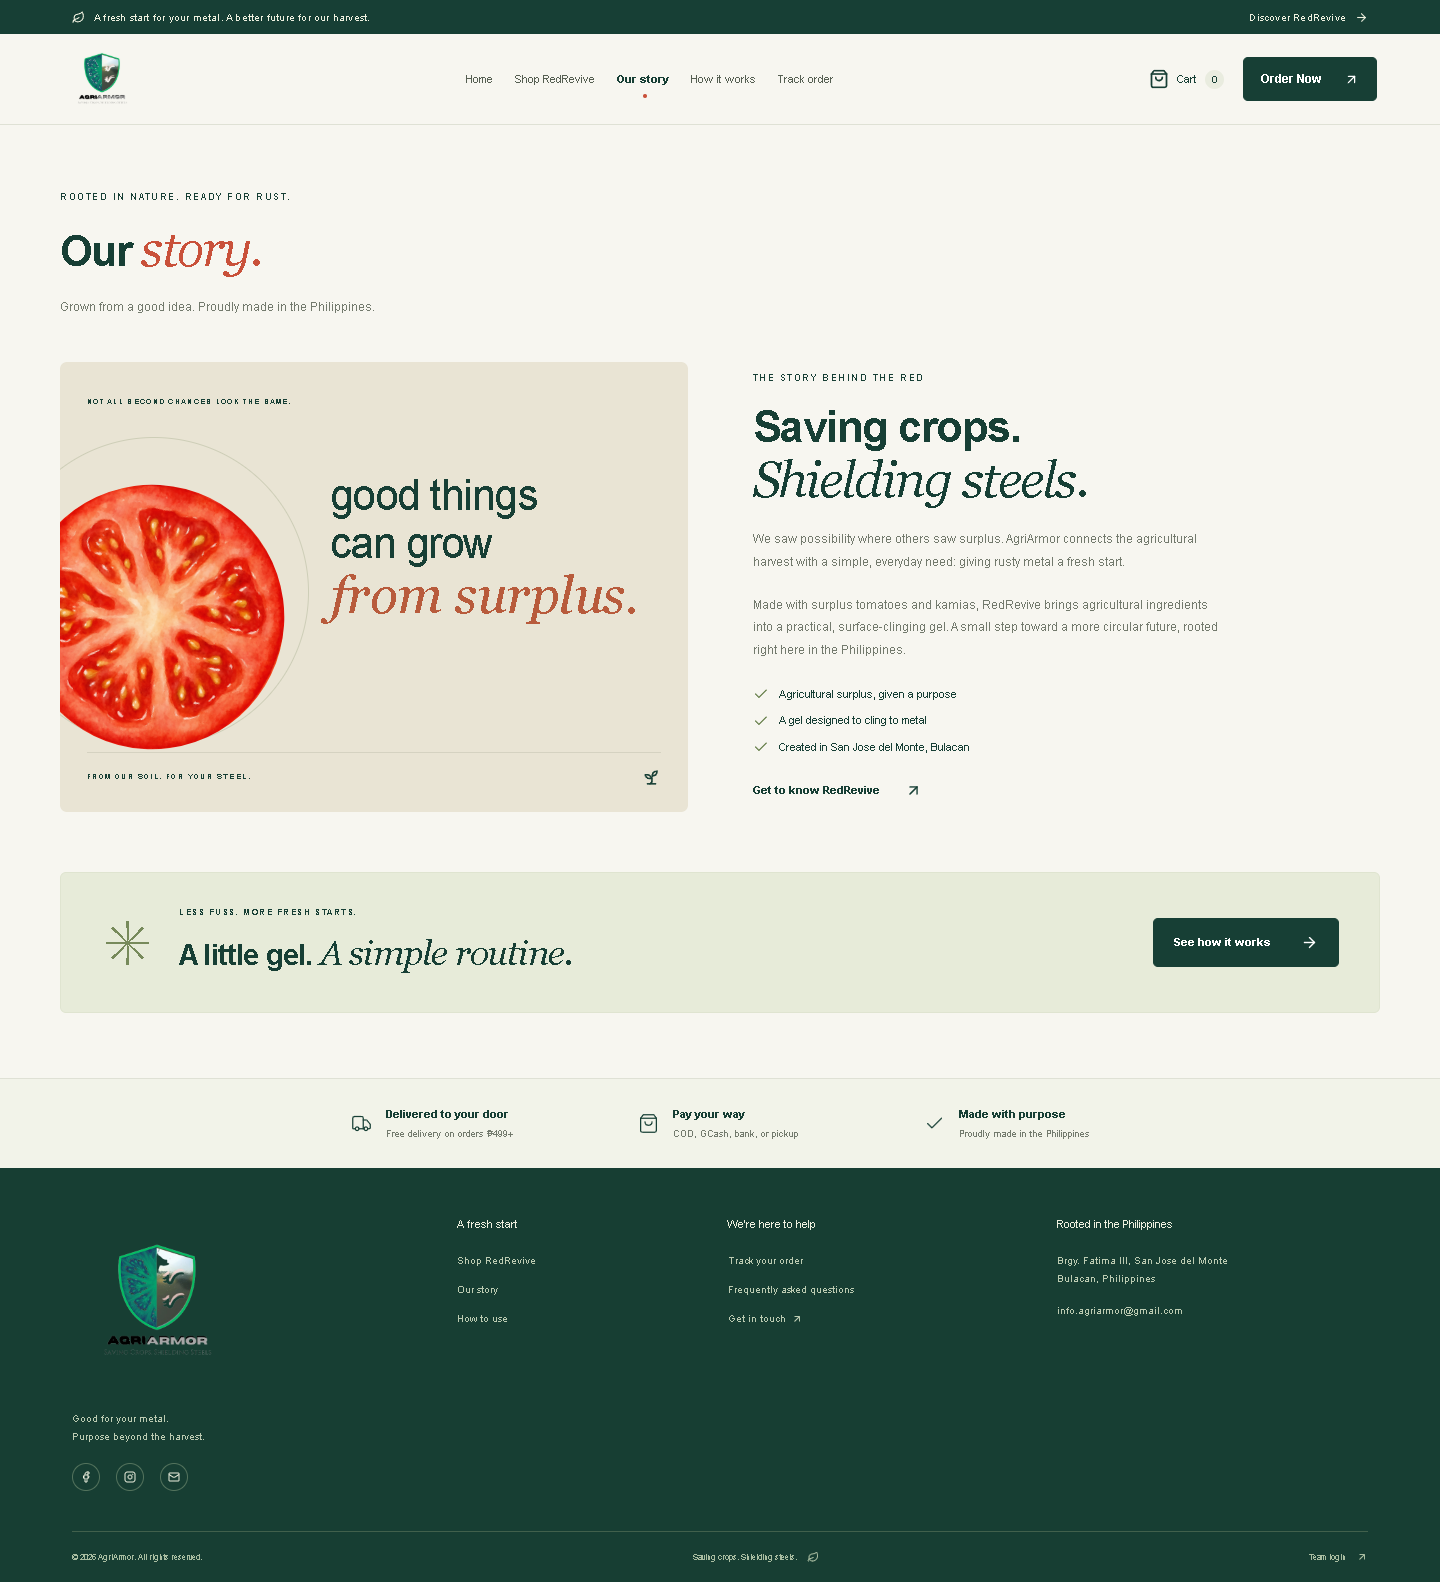 A fresh start for your metal. A better future for our harvest.
Discover RedRevive
AGRIARMOR
Home
Shop RedRevive
Our story
How it works
Track order
Cart 0
Order Now
ROOTED IN NATURE. READY FOR RUST.
Our story.
Grown from a good idea. Proudly made in the Philippines.
NOT ALL SECOND CHANCES LOOK THE SAME.
good things
can grow
from surplus.
FROM OUR SOIL. FOR YOUR STEEL.
THE STORY BEHIND THE RED
Saving crops.
Shielding steels.
We saw possibility where others saw surplus. AgriArmor connects the agricultural
harvest with a simple, everyday need: giving rusty metal a fresh start.
Made with surplus tomatoes and kamias, RedRevive brings agricultural ingredients
into a practical, surface-clinging gel. A small step toward a more circular future, rooted
right here in the Philippines.
Agricultural surplus, given a purpose
A gel designed to cling to metal
Created in San Jose del Monte, Bulacan
Get to know RedRevive
LESS FUSS. MORE FRESH STARTS.
A little gel. A simple routine.
See how it works
Delivered to your door
Free delivery on orders ₱499+
Pay your way
COD, GCash, bank, or pickup
Made with purpose
Proudly made in the Philippines
AGRIARMOR
SAVING CROPS SHIELDING STEELS
Good for your metal.
Purpose beyond the harvest.
A fresh start
Shop RedRevive
Our story
How to use
We're here to help
Track your order
Frequently asked questions
Get in touch
Rooted in the Philippines
Brgy. Fatima III, San Jose del Monte
Bulacan, Philippines
info.agriarmor@gmail.com
© 2026 AgriArmor. All rights reserved.
Saving crops. Shielding steels.
Team login